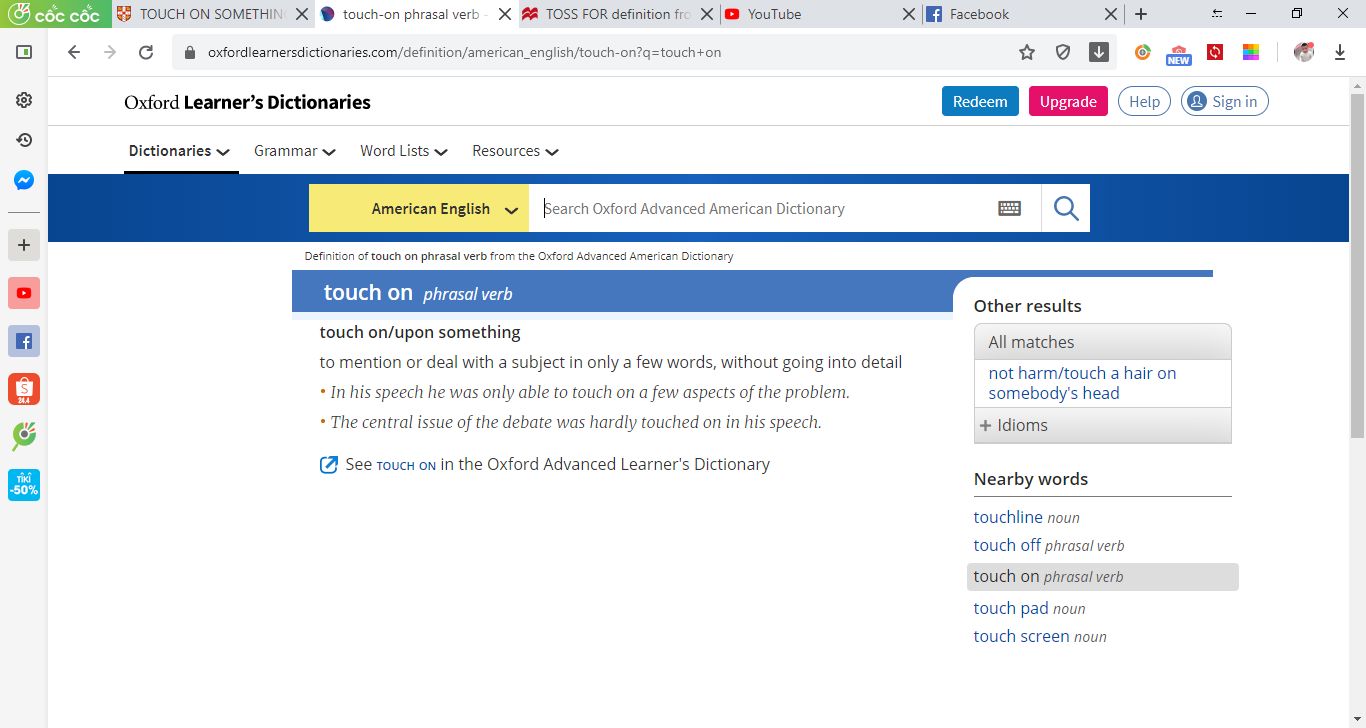 cốc cốc
TOUCH ON SOMETHING
touch-on phrasal verb -
TOSS FOR definition fro
YouTube
Facebook
oxfordlearnersdictionaries.com/definition/american_english/touch-on?q=touch+on
NEW
Oxford Learner's Dictionaries
Redeem
Upgrade
Help
Sign in
Dictionaries
Grammar
Word Lists
Resources
American English
Search Oxford Advanced American Dictionary
Definition of touch on phrasal verb from the Oxford Advanced American Dictionary
touch on phrasal verb
touch on/upon something
to mention or deal with a subject in only a few words, without going into detail
• In his speech he was only able to touch on a few aspects of the problem.
• The central issue of the debate was hardly touched on in his speech.
See TOUCH ON in the Oxford Advanced Learner's Dictionary
Other results
All matches
not harm/touch a hair on
somebody's head
+ Idioms
Nearby words
touchline noun
touch off phrasal verb
touch on phrasal verb
touch pad noun
touch screen noun
24.4
TIKI
-50%